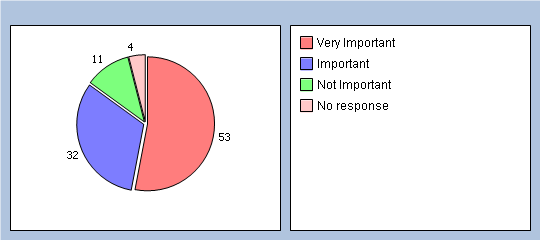 4
11
53
32
Very Important
Important
Not Important
No response